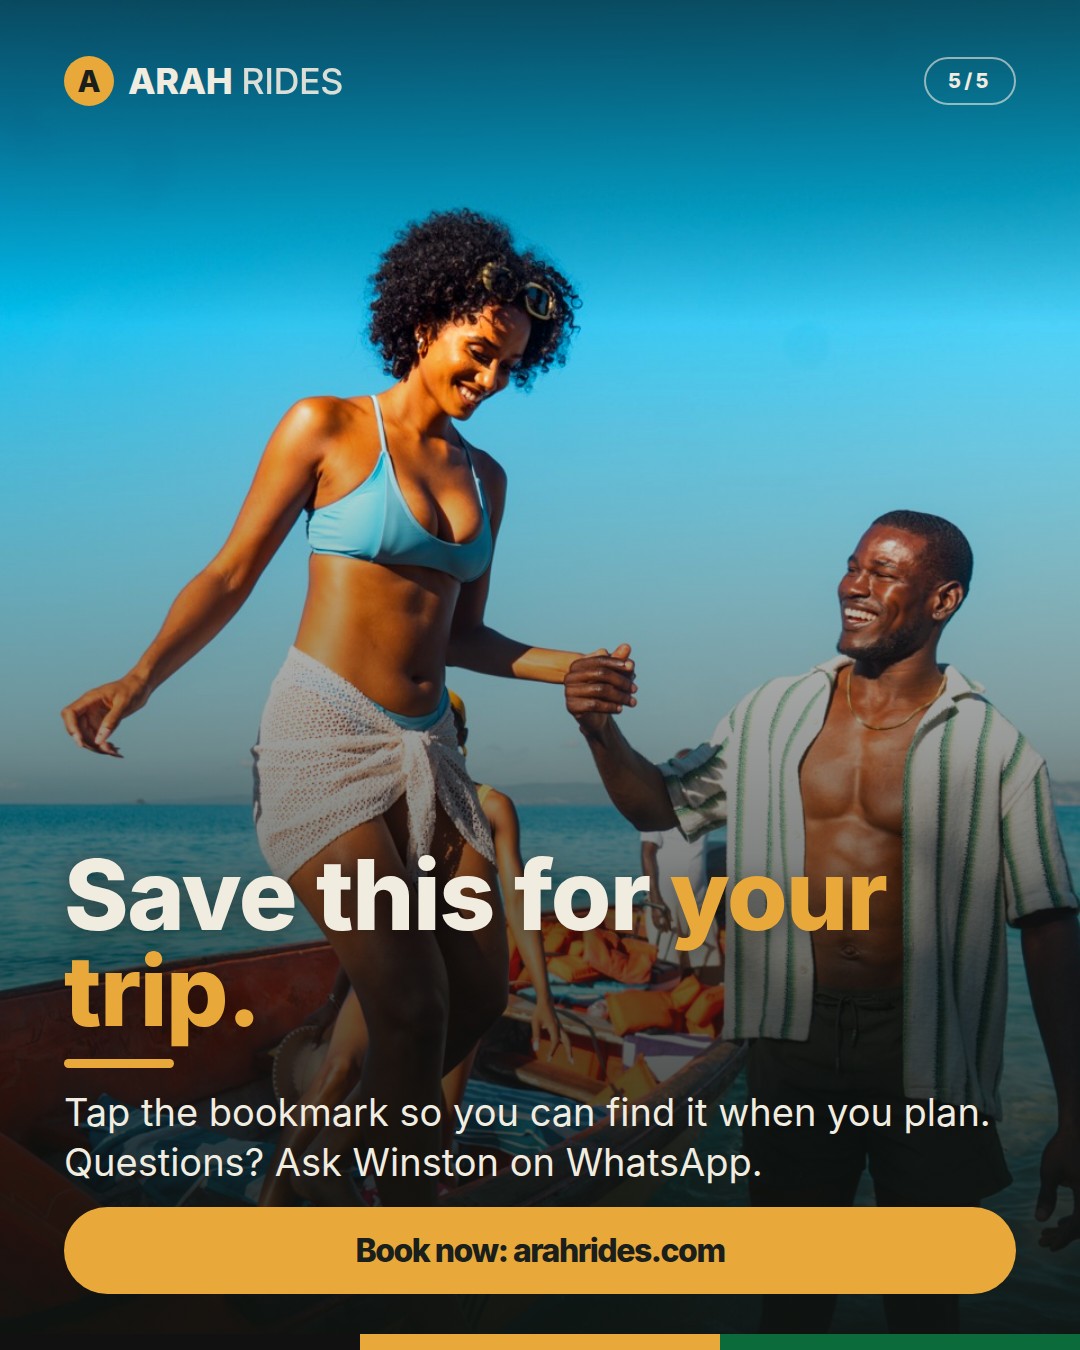 A ARAH RIDES
5/5
Save this for your
trip.
Tap the bookmark so you can find it when you plan.
Questions? Ask Winston on WhatsApp.
Book now: arahrides.com